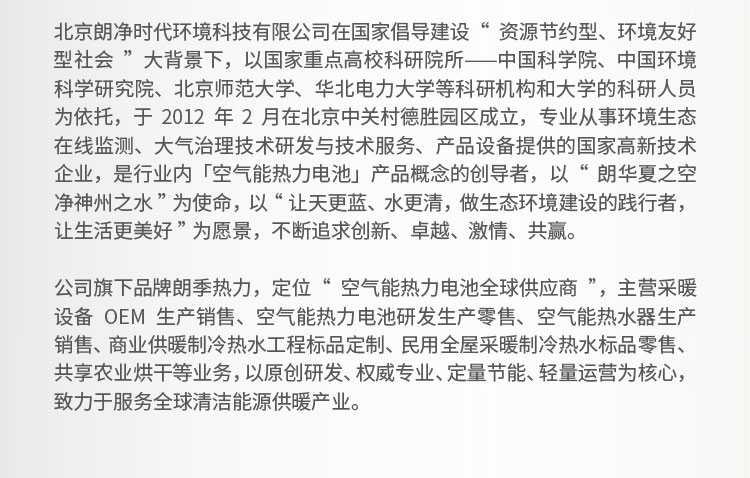 北京朗净时代环境科技有限公司在国家倡导建设“资源节约型、环境友好
型社会”大背景下，以国家重点高校科研院所——中国科学院、中国环境
科学研究院、北京师范大学、华北电力大学等科研机构和大学的科研人员
为依托，于 2012 年 2 月在北京中关村德胜园区成立，专业从事环境生态
在线监测、大气治理技术研发与技术服务、产品设备提供的国家高新技术
企业，是行业内「空气能热力电池」产品概念的创导者，以“朗华夏之空
净神州之水”为使命，以“让天更蓝、水更清，做生态环境建设的践行者，
让生活更美好”为愿景，不断追求创新、卓越、激情、共赢。
公司旗下品牌朗季热力，定位“空气能热力电池全球供应商”，主营采暖
设备 OEM 生产销售、空气能热力电池研发生产零售、空气能热水器生产
销售、商业供暖制冷热水工程标品定制、民用全屋采暖制冷热水标品零售、
共享农业烘干等业务，以原创研发、权威专业、定量节能、轻量运营为核心，
致力于服务全球清洁能源供暖产业。